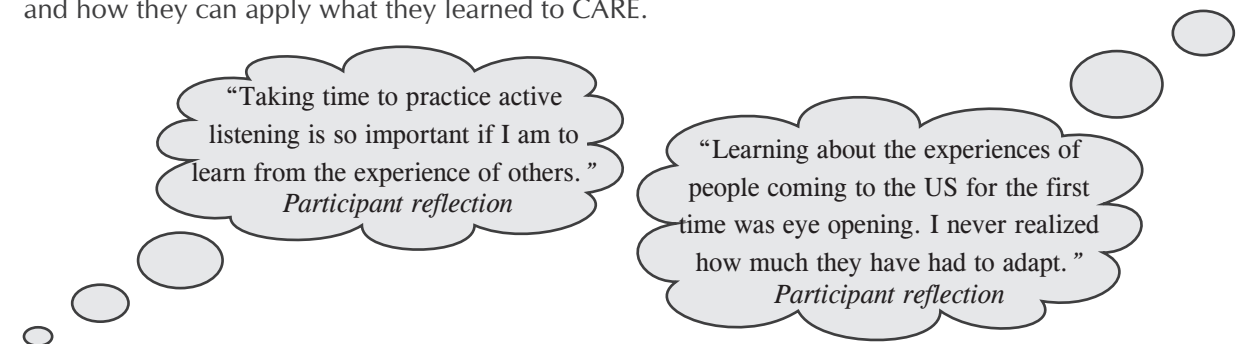 and how they can apply what they learned to CARE.
“Taking time to practice active
listening is so important if I am to
learn from the experience of others. ”
Participant reflection
“Learning about the experiences of
people coming to the US for the first
time was eye opening. I never realized
how much they have had to adapt. ”
Participant reflection